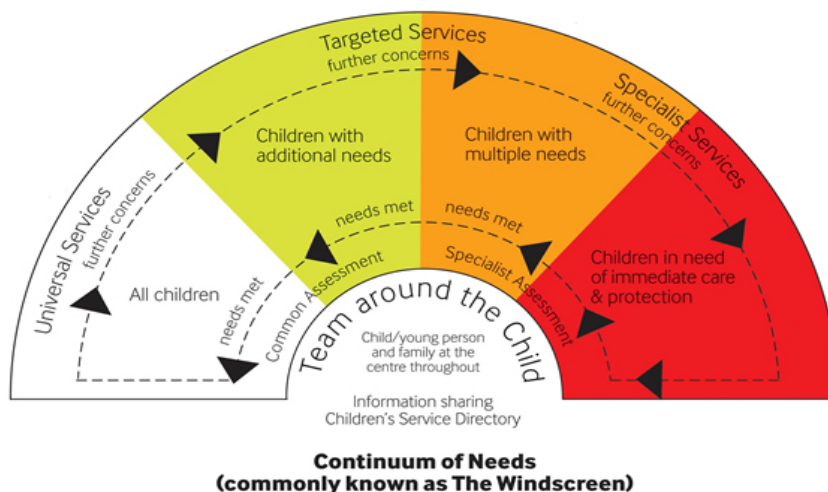 Targeted Services
further concerns
Specialist Services
further concerns
Universal Services
further concerns
Children with
additional needs
Children with
multiple needs
All children
Children in need
of immediate care
& protection
needs met
needs met
needs met
Common Assessment
Specialist Assessment
Team around the Child
Child/young person
and family at the
centre throughout
Information sharing
Children's Service Directory
Continuum of Needs
(commonly known as The Windscreen)